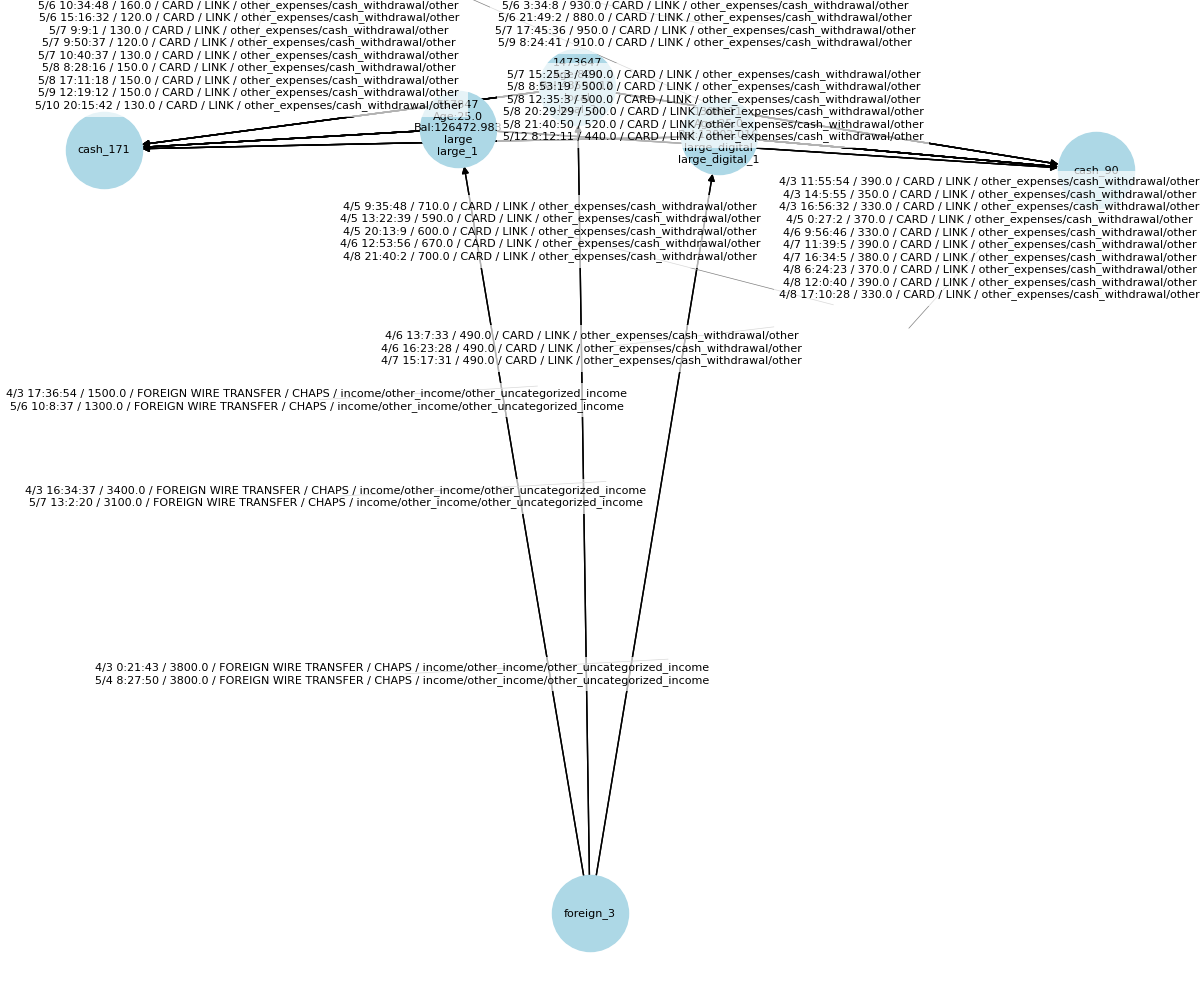 5/6 10:34:48 / 160.0 / CARD / LINK / other_expenses/cash_withdrawal/other
5/6 15:16:32 / 120.0 / CARD / LINK / other_expenses/cash_withdrawal/other
5/7 9:9:1 / 130.0 / CARD / LINK / other_expenses/cash_withdrawal/other
5/7 9:50:37 / 120.0 / CARD / LINK / other_expenses/cash_withdrawal/other
5/7 10:40:37 / 130.0 / CARD / LINK / other_expenses/cash_withdrawal/other
5/8 8:28:16 / 150.0 / CARD / LINK / other_expenses/cash_withdrawal/other
5/8 17:11:18 / 150.0 / CARD / LINK / other_expenses/cash_withdrawal/other
5/9 12:19:12 / 150.0 / CARD / LINK / other_expenses/cash_withdrawal/other
5/10 20:15:42 / 130.0 / CARD / LINK / other_expenses/cash_withdrawal/other
5/6 3:34:8 / 930.0 / CARD / LINK / other_expenses/cash_withdrawal/other
5/6 21:49:2 / 880.0 / CARD / LINK / other_expenses/cash_withdrawal/other
5/7 17:45:36 / 950.0 / CARD / LINK / other_expenses/cash_withdrawal/other
5/9 8:24:41 / 910.0 / CARD / LINK / other_expenses/cash_withdrawal/other
1473647
5/7 15:25:3 / 490.0 / CARD / LINK / other_expenses/cash_withdrawal/other
5/8 8:53:16 / 500.0 / CARD / LINK / other_expenses/cash_withdrawal/other
5/8 12:35:3 / 500.0 / CARD / LINK / other_expenses/cash_withdrawal/other
5/8 20:29:29 / 500.0 / CARD / LINK / other_expenses/cash_withdrawal/other
5/8 21:40:50 / 520.0 / CARD / LINK / other_expenses/cash_withdrawal/other
5/12 8:12:11 / 440.0 / CARD / LINK / other_expenses/cash_withdrawal/other
Age:25.0
Bal:126472.983
large
large_1
large_digital
large_digital_1
cash_171
cash_90
4/3 11:55:54 / 390.0 / CARD / LINK / other_expenses/cash_withdrawal/other
4/3 14:5:55 / 350.0 / CARD / LINK / other_expenses/cash_withdrawal/other
4/3 16:56:32 / 330.0 / CARD / LINK / other_expenses/cash_withdrawal/other
4/5 0:27:2 / 370.0 / CARD / LINK / other_expenses/cash_withdrawal/other
4/6 9:56:46 / 330.0 / CARD / LINK / other_expenses/cash_withdrawal/other
4/7 11:39:5 / 390.0 / CARD / LINK / other_expenses/cash_withdrawal/other
4/7 16:34:5 / 380.0 / CARD / LINK / other_expenses/cash_withdrawal/other
4/8 6:24:23 / 370.0 / CARD / LINK / other_expenses/cash_withdrawal/other
4/8 12:0:40 / 390.0 / CARD / LINK / other_expenses/cash_withdrawal/other
4/8 17:10:28 / 330.0 / CARD / LINK / other_expenses/cash_withdrawal/other
4/5 9:35:48 / 710.0 / CARD / LINK / other_expenses/cash_withdrawal/other
4/5 13:22:39 / 590.0 / CARD / LINK / other_expenses/cash_withdrawal/other
4/5 20:13:9 / 600.0 / CARD / LINK / other_expenses/cash_withdrawal/other
4/6 12:53:56 / 670.0 / CARD / LINK / other_expenses/cash_withdrawal/other
4/8 21:40:2 / 700.0 / CARD / LINK / other_expenses/cash_withdrawal/other
4/6 13:7:33 / 490.0 / CARD / LINK / other_expenses/cash_withdrawal/other
4/6 16:23:28 / 490.0 / CARD / LINK / other_expenses/cash_withdrawal/other
4/7 15:17:31 / 490.0 / CARD / LINK / other_expenses/cash_withdrawal/other
4/3 17:36:54 / 1500.0 / FOREIGN WIRE TRANSFER / CHAPS / income/other_income/other_uncategorized_income
5/6 10:8:37 / 1300.0 / FOREIGN WIRE TRANSFER / CHAPS / income/other_income/other_uncategorized_income
4/3 16:34:37 / 3400.0 / FOREIGN WIRE TRANSFER / CHAPS / income/other_income/other_uncategorized_income
5/7 13:2:20 / 3100.0 / FOREIGN WIRE TRANSFER / CHAPS / income/other_income/other_uncategorized_income
4/3 0:21:43 / 3800.0 / FOREIGN WIRE TRANSFER / CHAPS / income/other_income/other_uncategorized_income
5/4 8:27:50 / 3800.0 / FOREIGN WIRE TRANSFER / CHAPS / income/other_income/other_uncategorized_income
foreign_3